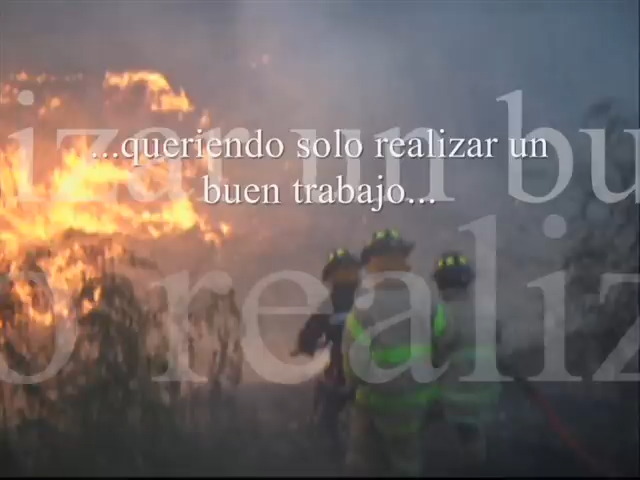 izar un bu
...queriendo solo realizar un
buen trabajo...
o realiz